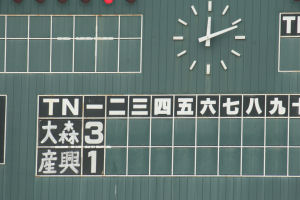 TN 一 二 三 四 五 六 七 八 九 十
大森 3
産興 1